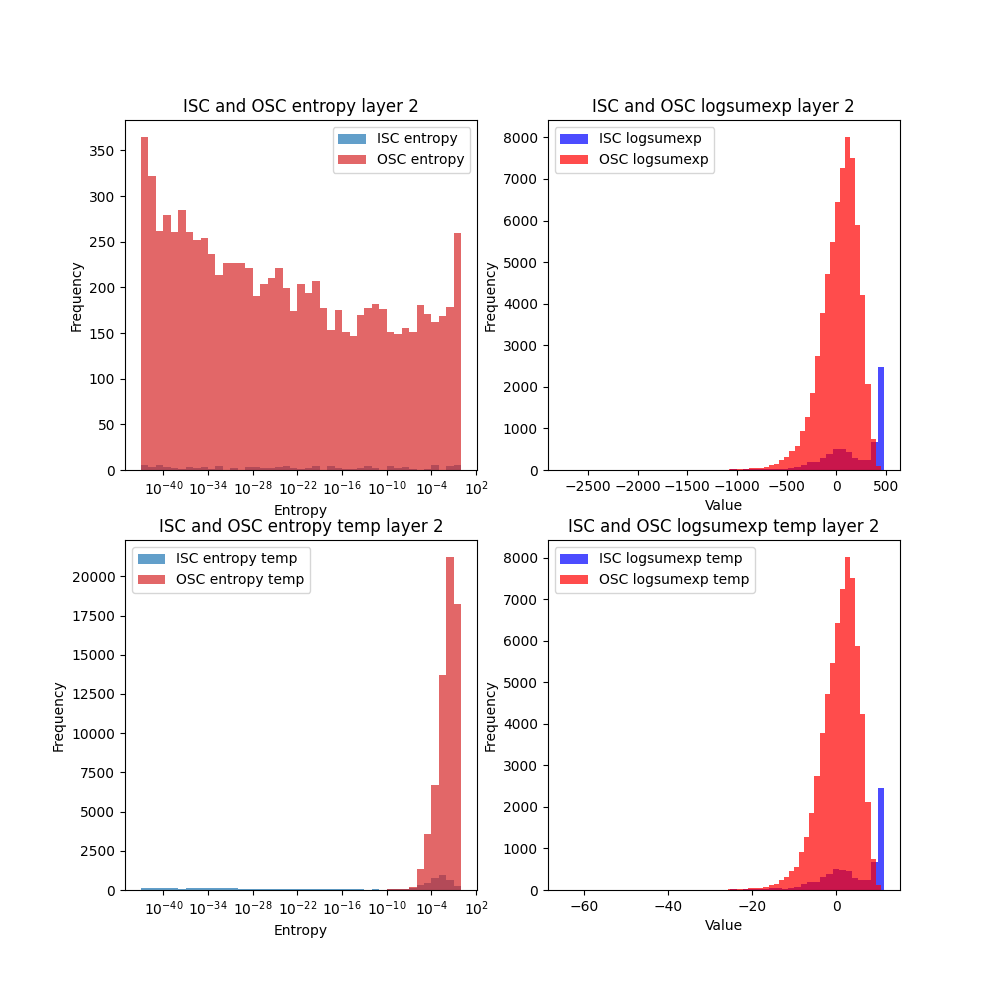 ISC and OSC entropy layer 2
ISC entropy
OSC entropy
Frequency
350
300
250
200
150
100
50
0
10^-40 10^-34 10^-28 10^-22 10^-16 10^-10 10^-4 10^2
Entropy
ISC and OSC logsumexp layer 2
ISC logsumexp
OSC logsumexp
Frequency
8000
7000
6000
5000
4000
3000
2000
1000
0
−2500 −2000 −1500 −1000 −500 0 500
Value
ISC and OSC entropy temp layer 2
ISC entropy temp
OSC entropy temp
Frequency
20000
17500
15000
12500
10000
7500
5000
2500
0
10^-40 10^-34 10^-28 10^-22 10^-16 10^-10 10^-4 10^2
Entropy
ISC and OSC logsumexp temp layer 2
ISC logsumexp temp
OSC logsumexp temp
Frequency
8000
7000
6000
5000
4000
3000
2000
1000
0
−60 −40 −20 0
Value